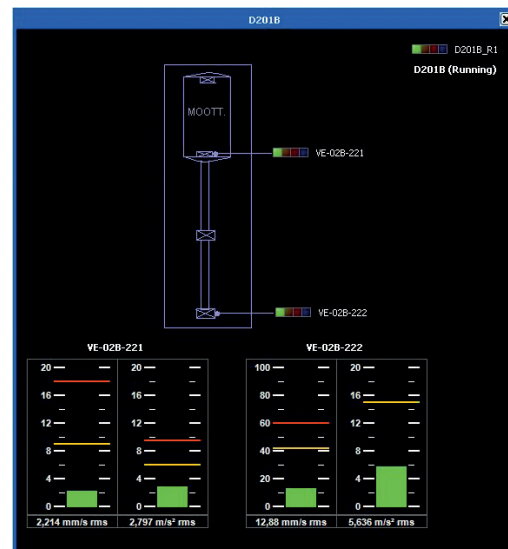 D201B
D201B_R1
D201B (Running)
MOOTT.
VE-02B-221
VE-02B-222
VE-02B-221
VE-02B-222
20 20 100 20
16 16 80 16
12 12 60 12
8 8 40 8
4 4 20 4
0 0 0 0
2,214 mm/s rms 2,797 m/s² rms 12,88 mm/s rms 5,636 m/s² rms